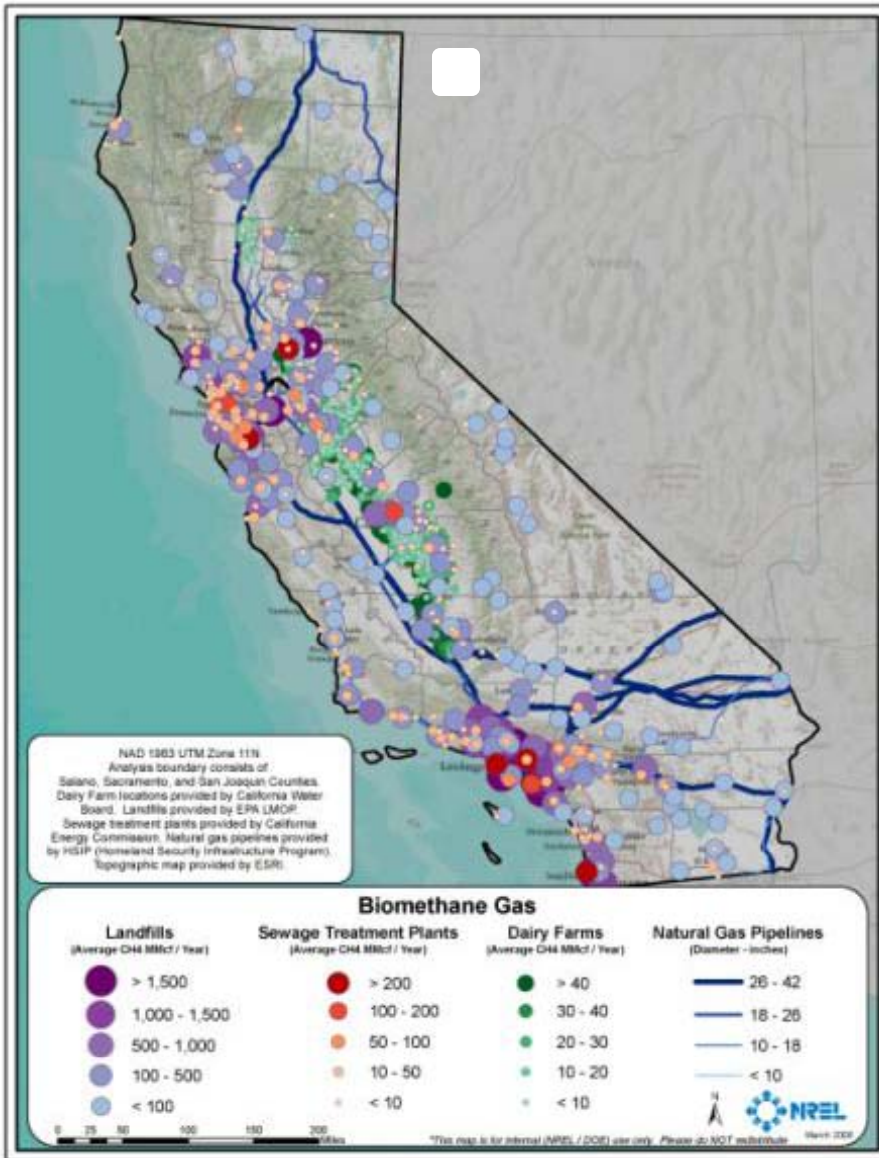 Nevada
NAD 1983 UTM Zone 11N
Analysis boundary consists of
Solano, Sacramento, and San Joaquin Counties.
Dairy Farm locations provided by California Water
Board. Landfills provided by EPA LMOP.
Sewage treatment plants provided by California
Energy Commission. Natural gas pipelines provided
by HSIP (Homeland Security Infrastructure Program).
Topographic map provided by ESRI.
Biomethane Gas
Landfills
(Average CH4 MMcf / Year)
> 1,500
1,000 - 1,500
500 - 1,000
100 - 500
< 100
Sewage Treatment Plants
(Average CH4 MMcf / Year)
> 200
100 - 200
50 - 100
10 - 50
< 10
Dairy Farms
(Average CH4 MMcf / Year)
> 40
30 - 40
20 - 30
10 - 20
< 10
Natural Gas Pipelines
(Diameter - inches)
26 - 42
18 - 26
10 - 18
< 10
N
NREL
March 2008
0 25 50 100 150 200
Miles
*This map is for internal (NREL / DOE) use only. Please do NOT redistribute